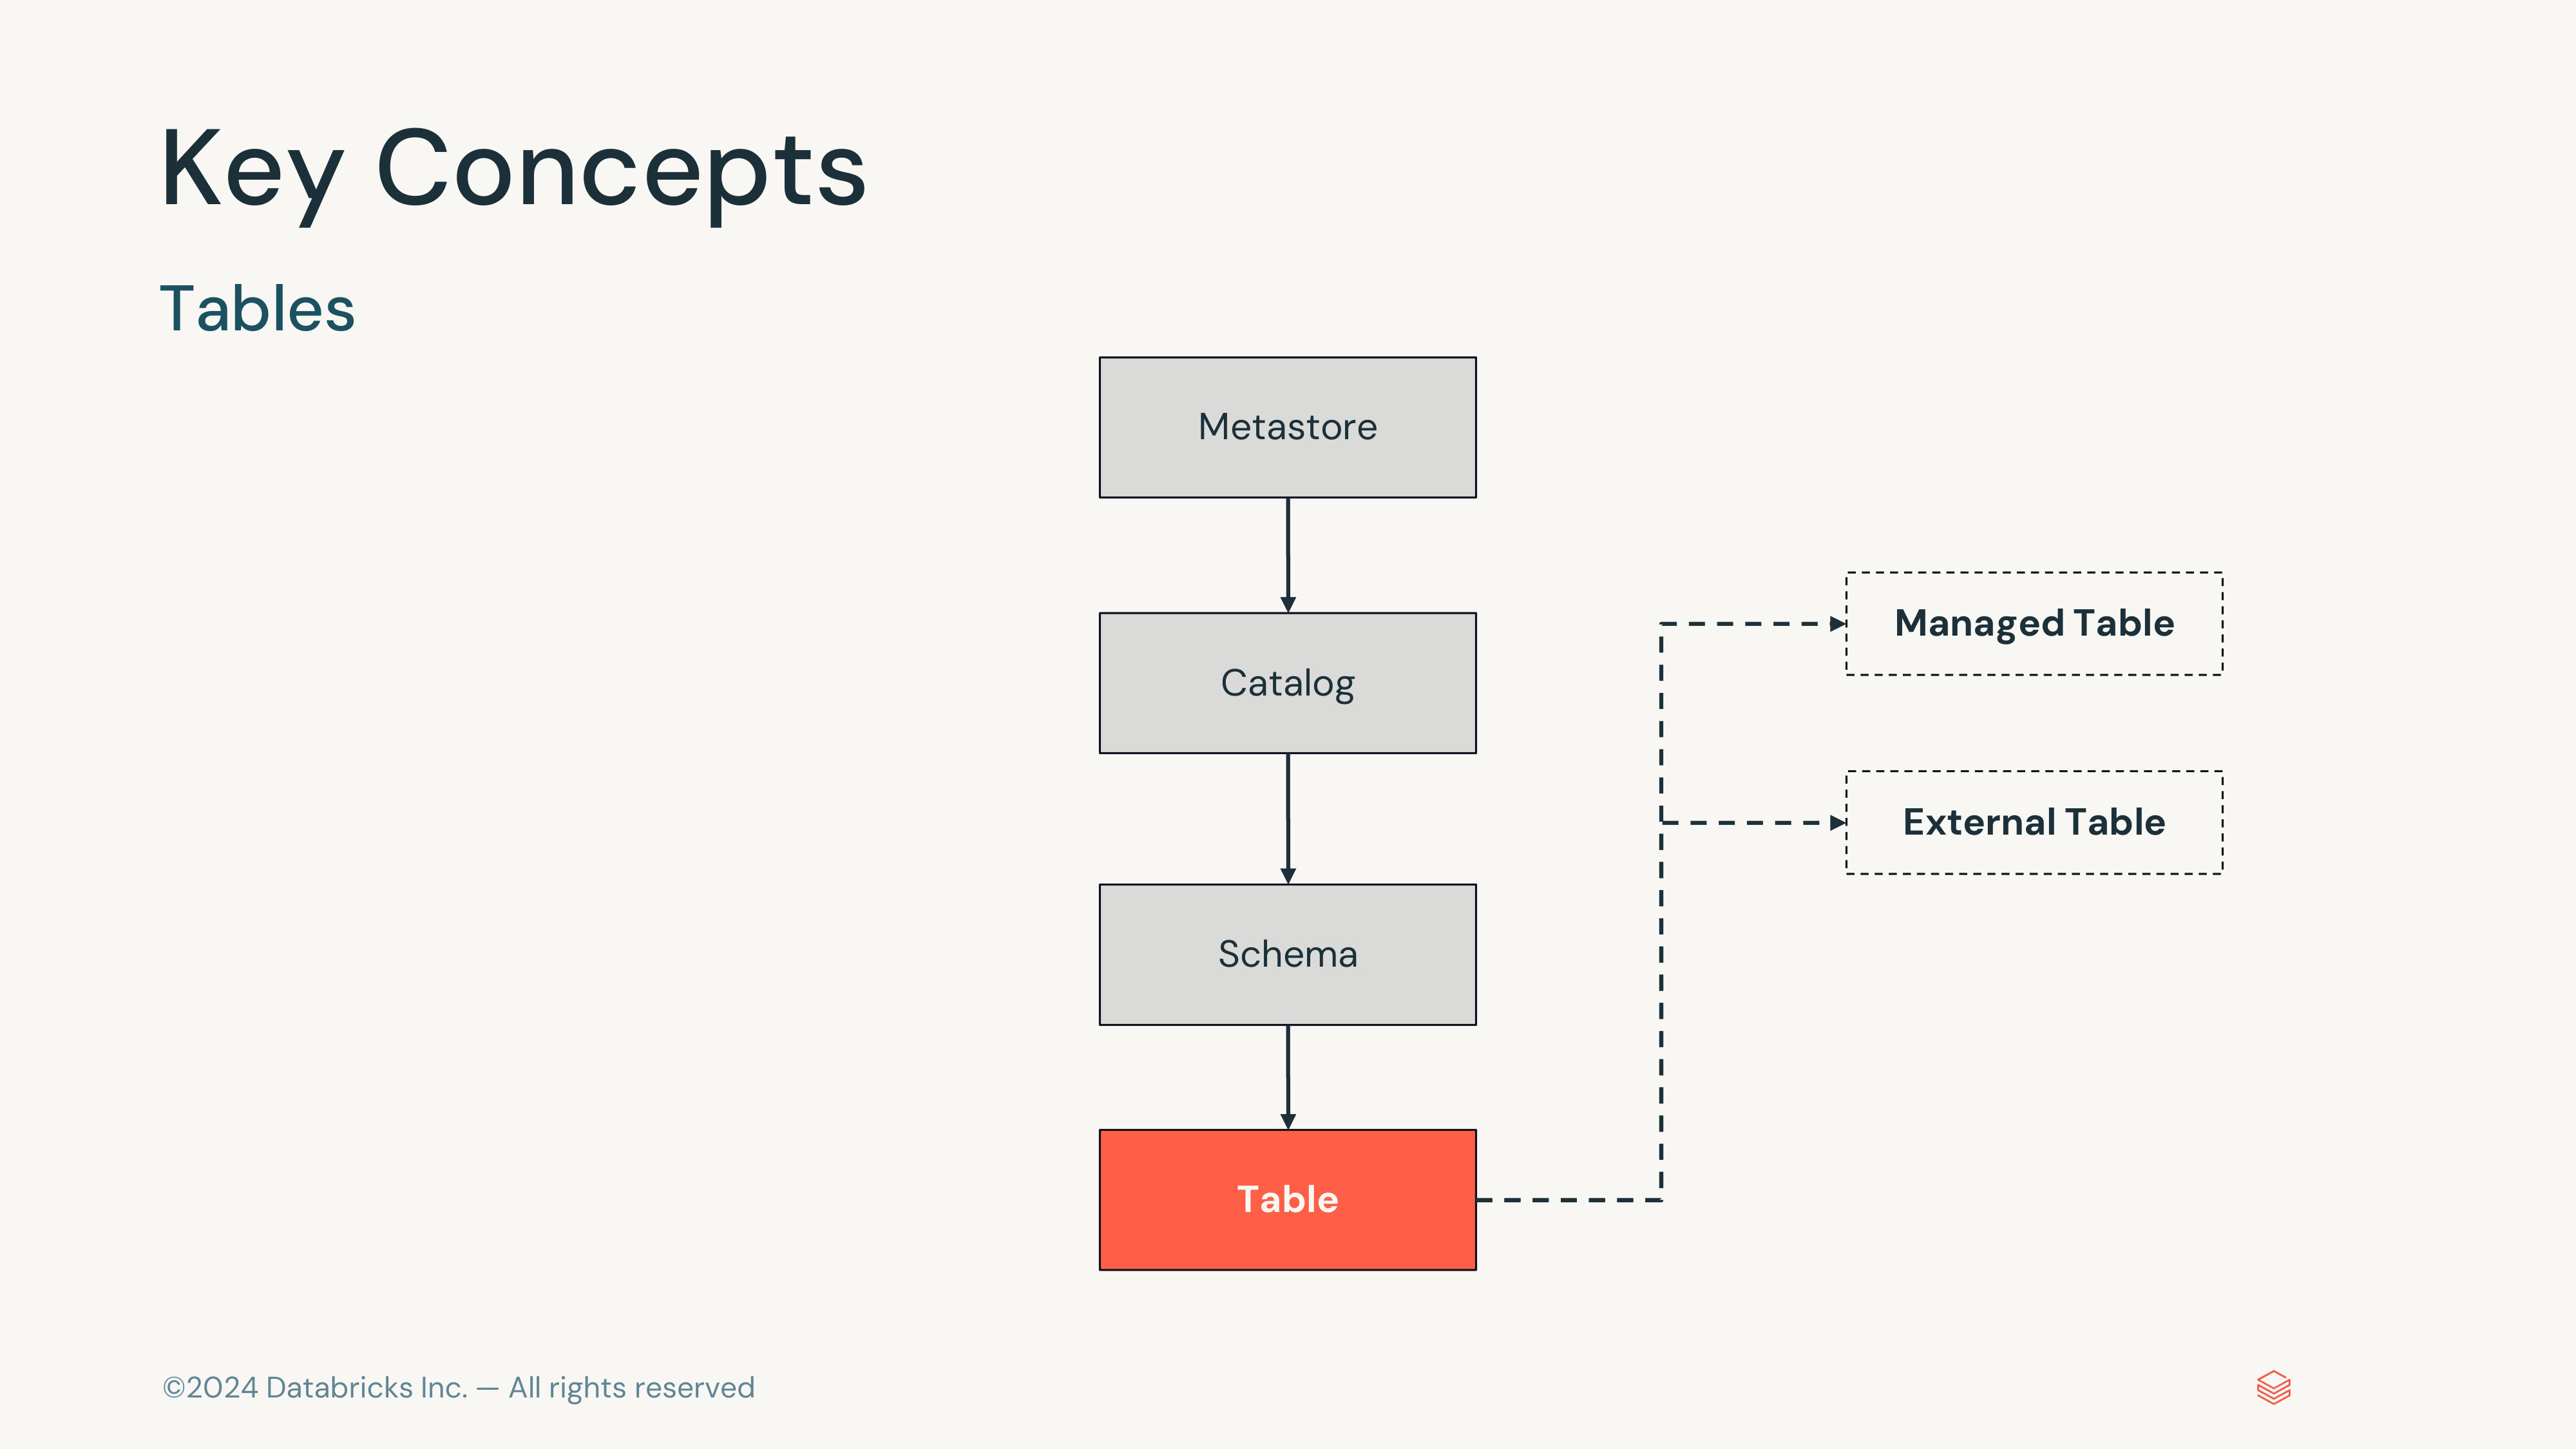 Key Concepts
Tables
Metastore
Catalog
Schema
Table
Managed Table
External Table
©2024 Databricks Inc. — All rights reserved